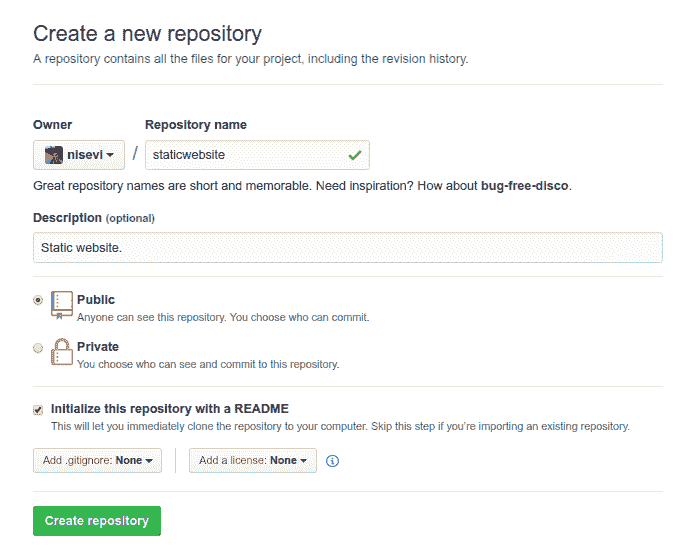 Create a new repository
A repository contains all the files for your project, including the revision history.
Owner Repository name
nisevi / staticwebsite
Great repository names are short and memorable. Need inspiration? How about bug-free-disco.
Description (optional)
Static website.
Public
Anyone can see this repository. You choose who can commit.
Private
You choose who can see and commit to this repository.
Initialize this repository with a README
This will let you immediately clone the repository to your computer. Skip this step if you’re importing an existing repository.
Add .gitignore: None Add a license: None
Create repository